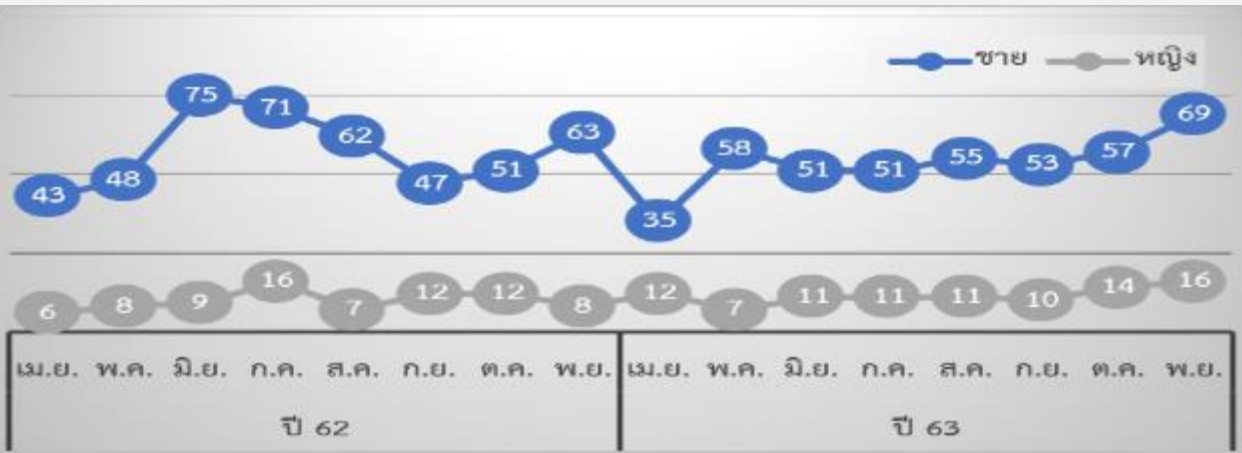 ชาย หญิง
75 71 62 63 58 51 51 55 53 57 69
43 48 47 51 35
6 8 9 16 7 12 12 8 12 7 11 11 11 10 14 16
เม.ย. พ.ค. มิ.ย. ก.ค. ส.ค. ก.ย. ต.ค. พ.ย. เม.ย. พ.ค. มิ.ย. ก.ค. ส.ค. ก.ย. ต.ค. พ.ย.
ปี 62 ปี 63